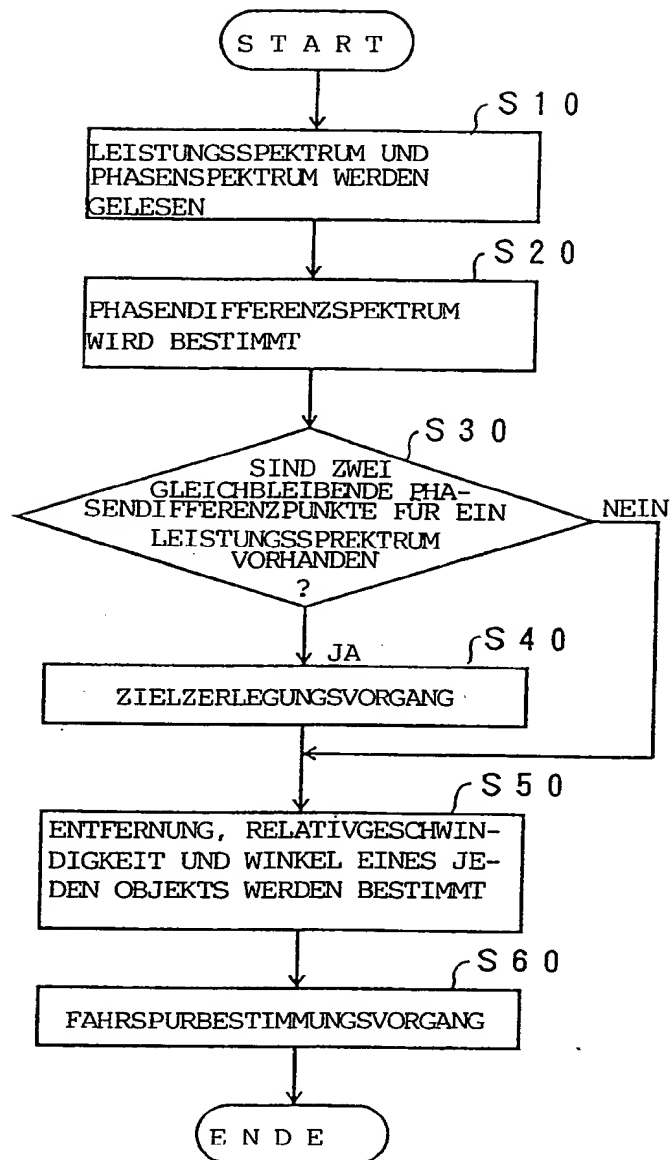 START
S10
LEISTUNGSSPEKTRUM UND
PHASENSPEKTRUM WERDEN
GELESEN
S20
PHASENDIFFERENZSPEKTRUM
WIRD BESTIMMT
S30
SIND ZWEI
GLEICHBLEIBENDE PHA-
SENDIFFERENZPUNKTE FÜR EIN
LEISTUNGSSPREKTRUM
VORHANDEN
?
NEIN
JA
S40
ZIELZERLEGUNGSVORGANG
S50
ENTFERNUNG, RELATIVGESCHWIN-
DIGKEIT UND WINKEL EINES JE-
DEN OBJEKTS WERDEN BESTIMMT
S60
FAHRSPURBESTIMMUNGSVORGANG
ENDE